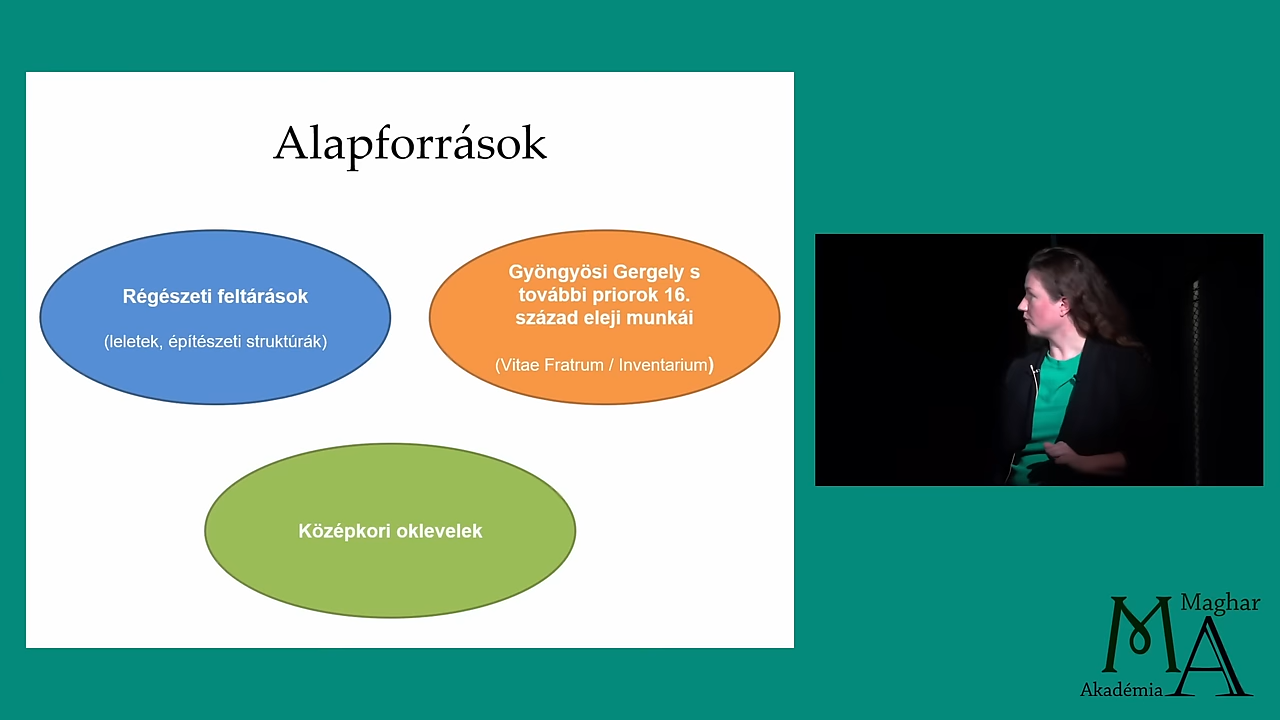 Alapforrások
Régészeti feltárások
(leletek, építészeti struktúrák)
Gyöngyösi Gergely s
további priorok 16.
század eleji munkái
(Vitae Fratrum / Inventarium)
Középkori oklevelek
MA
Maghar
Akadémia